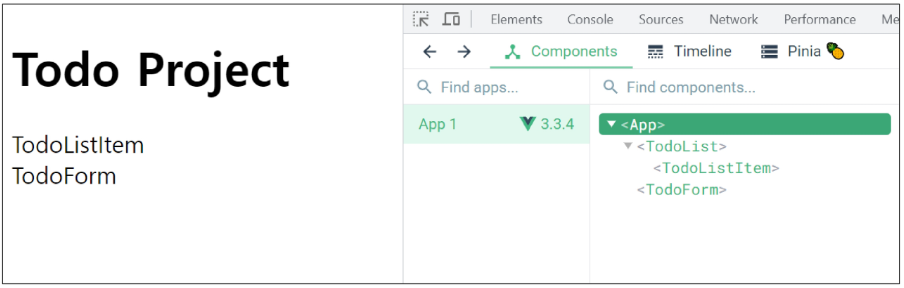 Todo Project
TodoListItem
TodoForm
Elements Console Sources Network Performance Me
Components Timeline Pinia
Find apps... Find components...
App 1 3.3.4
<App>
<TodoList>
<TodoListItem>
<TodoForm>